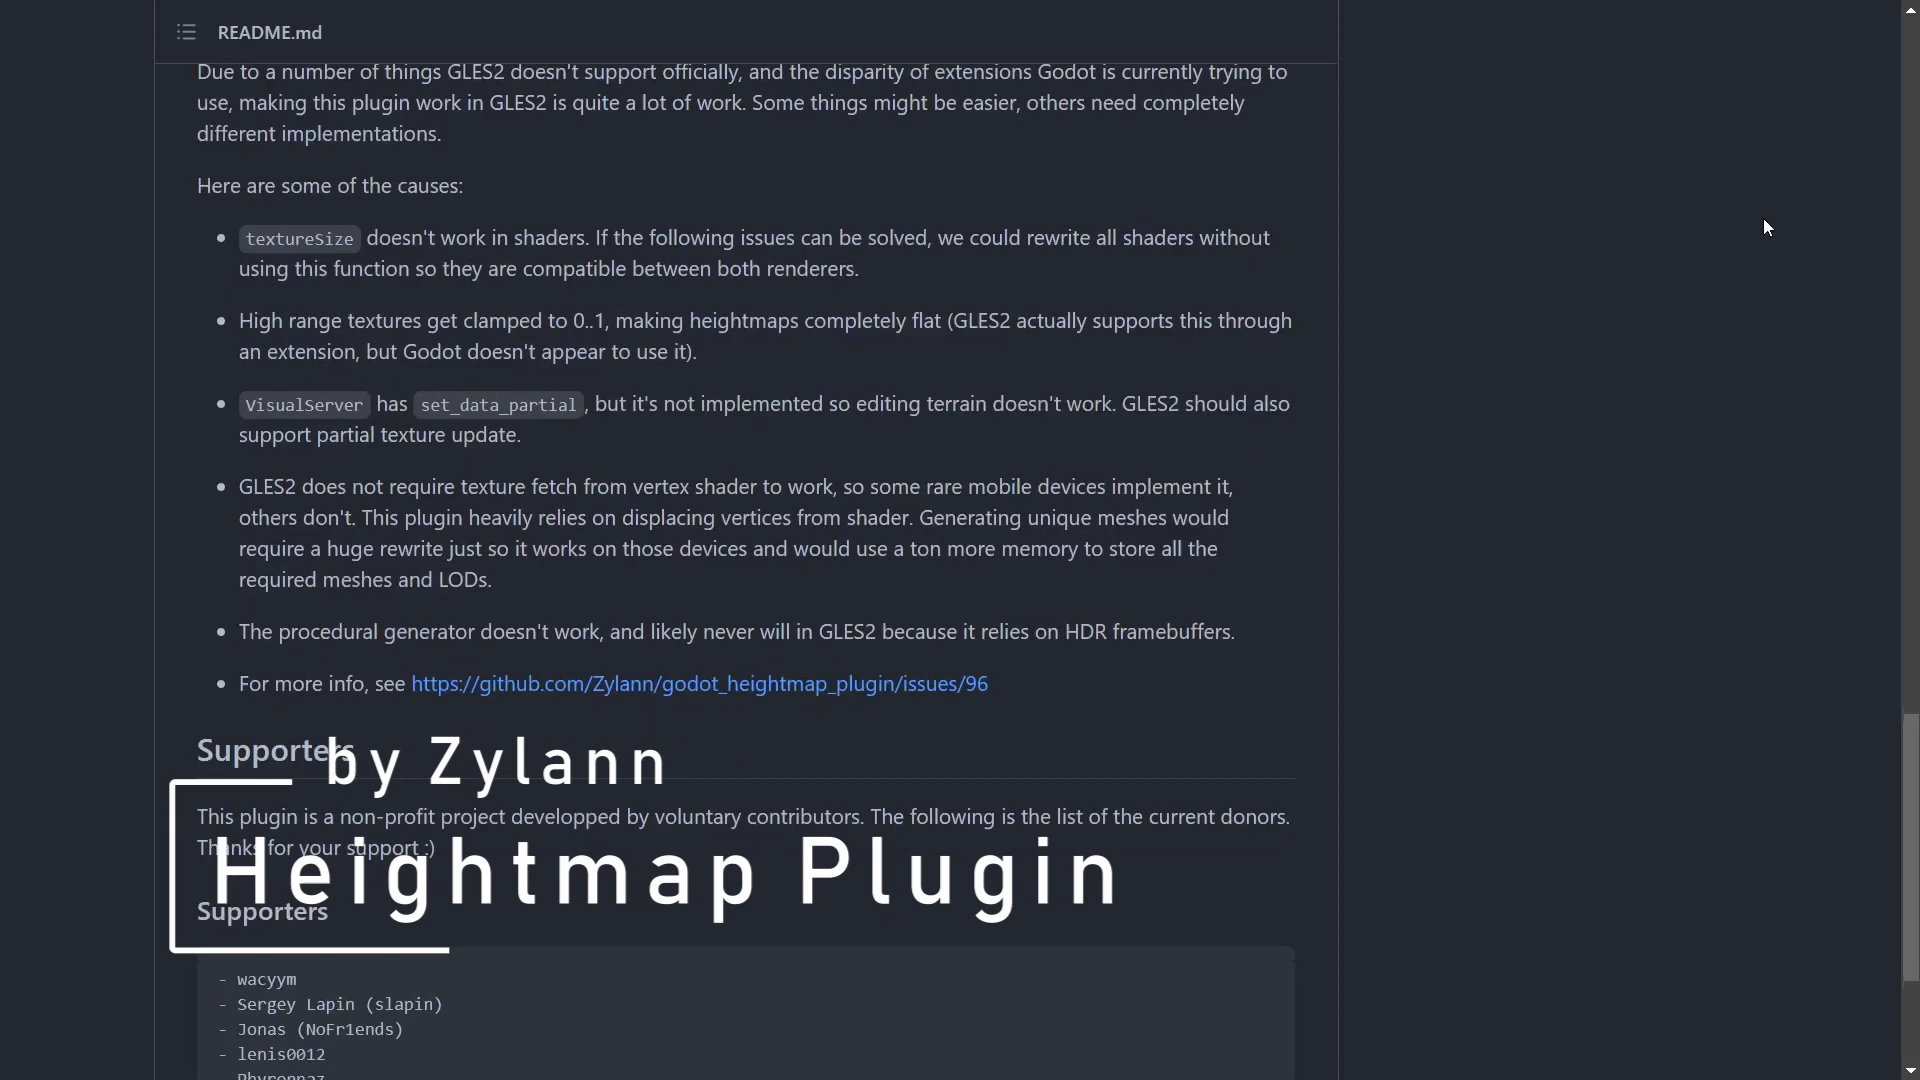 README.md
Due to a number of things GLES2 doesn't support officially, and the disparity of extensions Godot is currently trying to
use, making this plugin work in GLES2 is quite a lot of work. Some things might be easier, others need completely
different implementations.
Here are some of the causes:
textureSize doesn't work in shaders. If the following issues can be solved, we could rewrite all shaders without
using this function so they are compatible between both renderers.
High range textures get clamped to 0..1, making heightmaps completely flat (GLES2 actually supports this through
an extension, but Godot doesn't appear to use it).
VisualServer has set_data_partial, but it's not implemented so editing terrain doesn't work. GLES2 should also
support partial texture update.
GLES2 does not require texture fetch from vertex shader to work, so some rare mobile devices implement it,
others don't. This plugin heavily relies on displacing vertices from shader. Generating unique meshes would
require a huge rewrite just so it works on those devices and would use a ton more memory to store all the
required meshes and LODs.
The procedural generator doesn't work, and likely never will in GLES2 because it relies on HDR framebuffers.
For more info, see https://github.com/Zylann/godot_heightmap_plugin/issues/96
Supporters
by Zylann
This plugin is a non-profit project developped by voluntary contributors. The following is the list of the current donors.
Thanks for your support :)
Heightmap Plugin
Supporters
- wacyym
- Sergey Lapin (slapin)
- Jonas (NoFr1ends)
- lenis0012
Phyronnaz